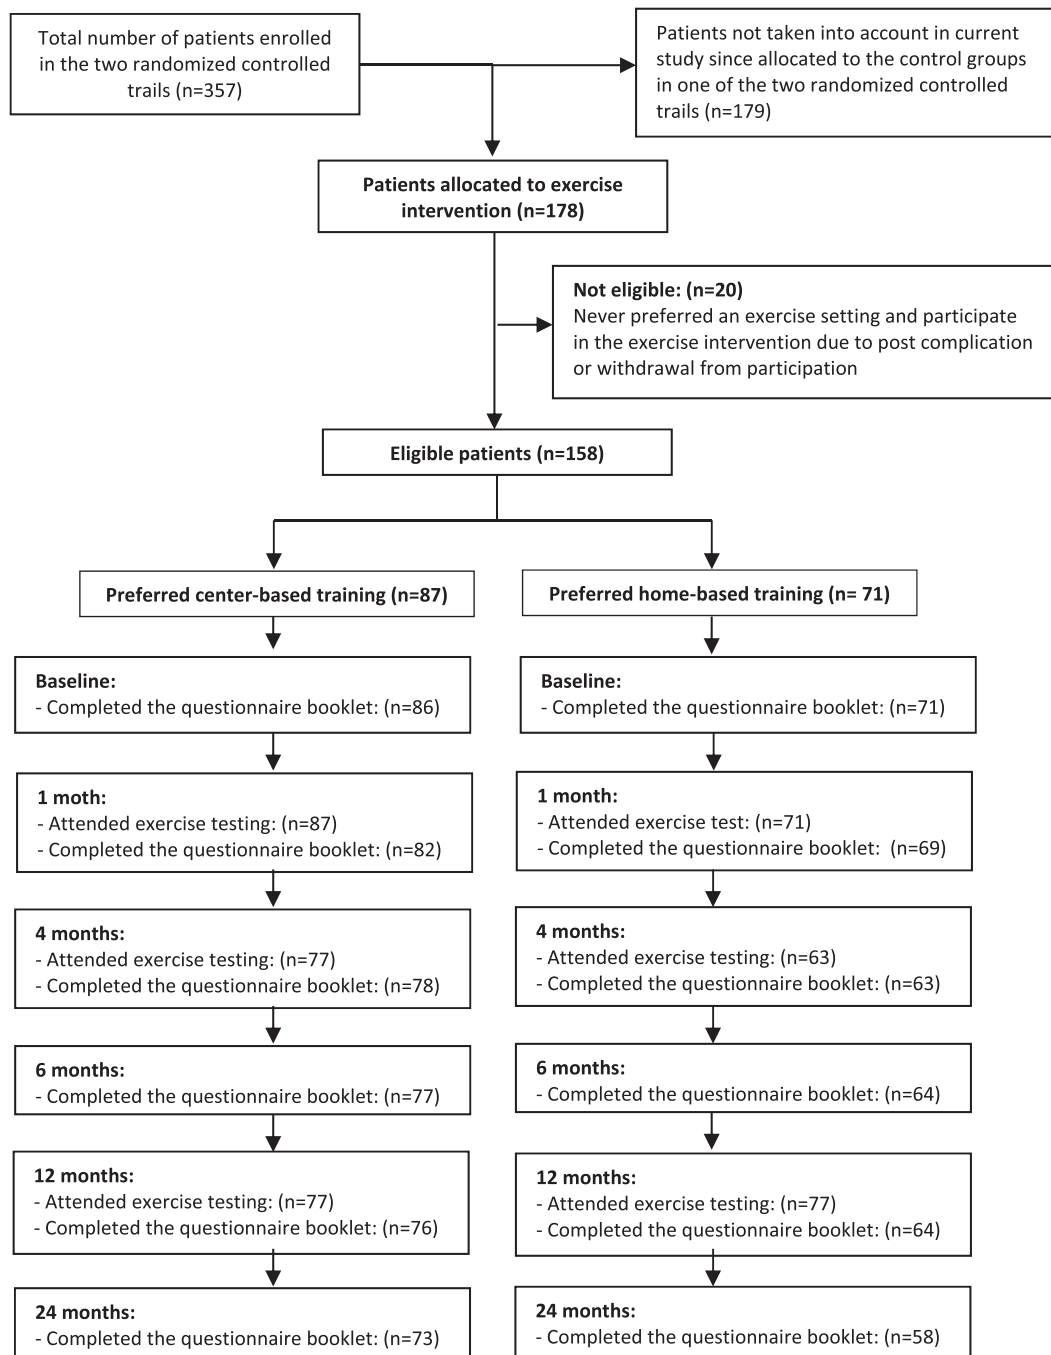 Total number of patients enrolled
in the two randomized controlled
trails (n=357)
Patients not taken into account in current
study since allocated to the control groups
in one of the two randomized controlled
trails (n=179)
Patients allocated to exercise
intervention (n=178)
Not eligible: (n=20)
Never preferred an exercise setting and participate
in the exercise intervention due to post complication
or withdrawal from participation
Eligible patients (n=158)
Preferred center-based training (n=87)
Preferred home-based training (n= 71)
Baseline:
- Completed the questionnaire booklet: (n=86)
Baseline:
- Completed the questionnaire booklet: (n=71)
1 moth:
- Attended exercise testing: (n=87)
- Completed the questionnaire booklet: (n=82)
1 month:
- Attended exercise test: (n=71)
- Completed the questionnaire booklet:  (n=69)
4 months:
- Attended exercise testing: (n=77)
- Completed the questionnaire booklet: (n=78)
4 months:
- Attended exercise testing: (n=63)
- Completed the questionnaire booklet: (n=63)
6 months:
- Completed the questionnaire booklet: (n=77)
6 months:
- Completed the questionnaire booklet: (n=64)
12 months:
- Attended exercise testing: (n=77)
- Completed the questionnaire booklet: (n=76)
12 months:
- Attended exercise testing: (n=77)
- Completed the questionnaire booklet: (n=64)
24 months:
- Completed the questionnaire booklet: (n=73)
24 months:
- Completed the questionnaire booklet: (n=58)